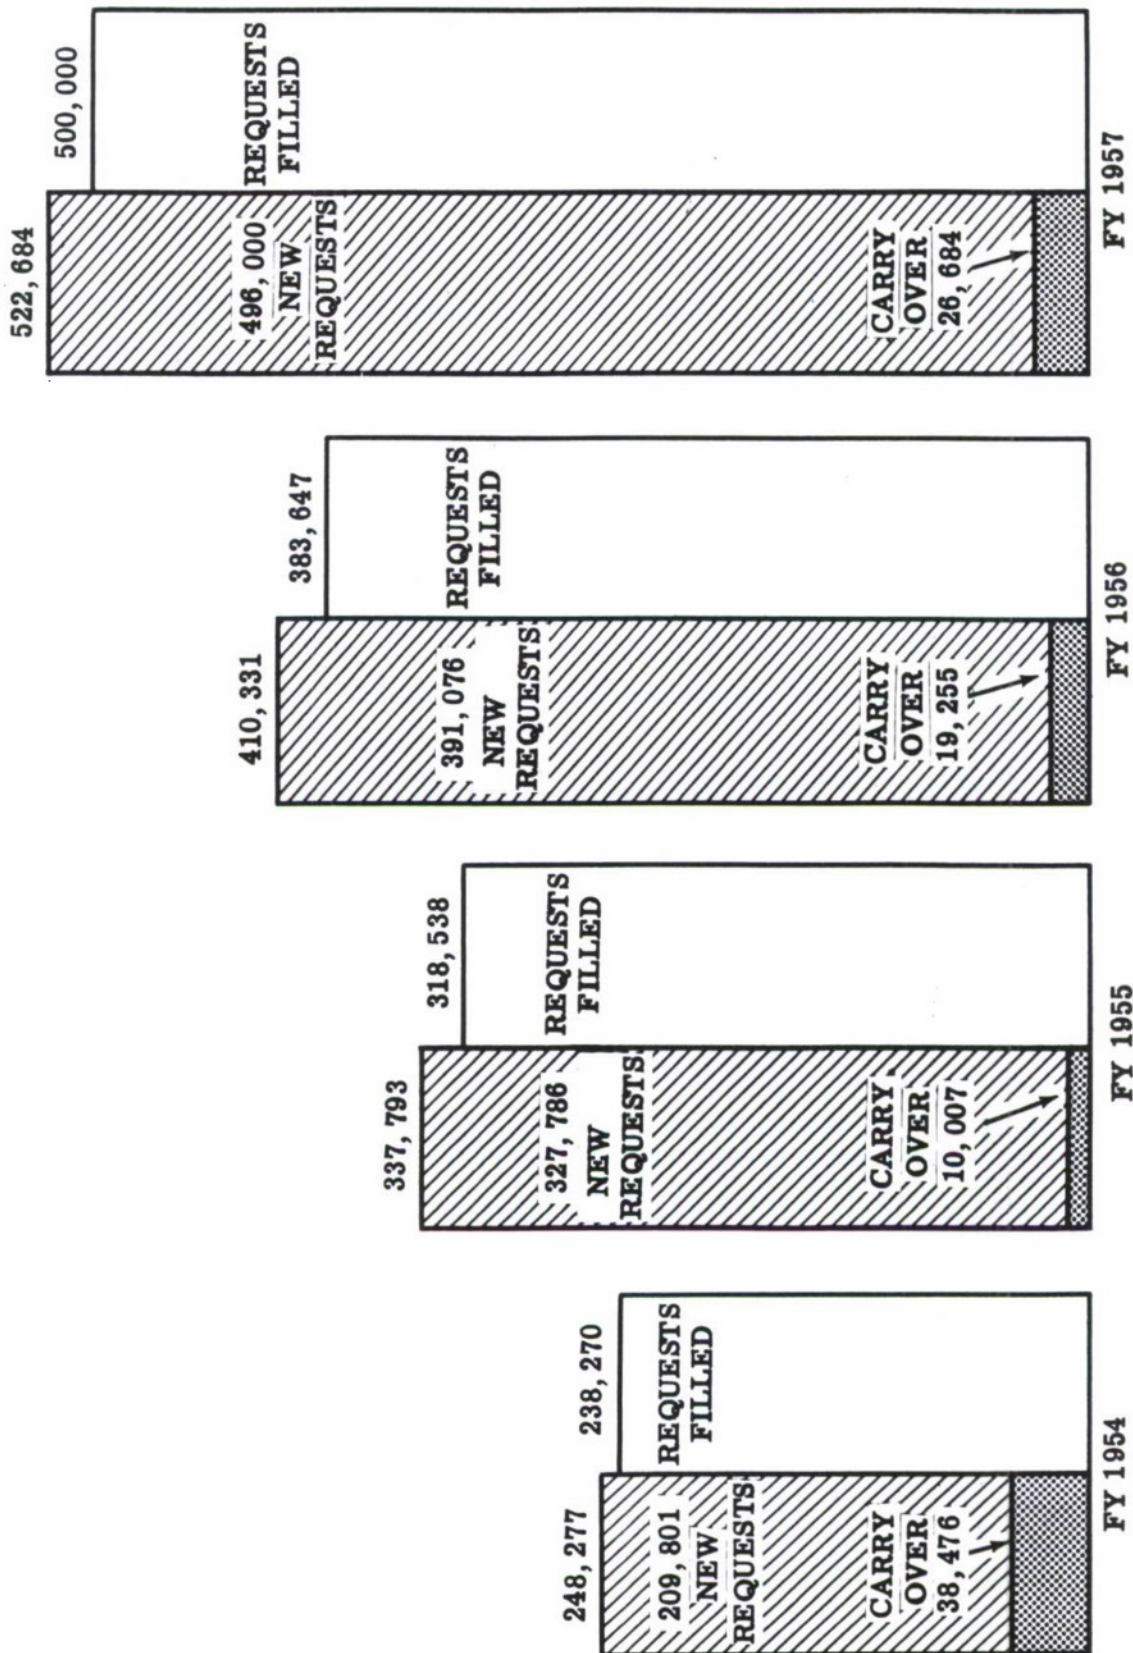 248,277
238,270
209,801
NEW
REQUESTS
REQUESTS
FILLED
CARRY
OVER
38,476
FY 1954
337,793
318,538
327,786
NEW
REQUESTS
REQUESTS
FILLED
CARRY
OVER
10,007
FY 1955
410,331
383,647
391,076
NEW
REQUESTS
REQUESTS
FILLED
CARRY
OVER
19,255
FY 1956
522,684
500,000
496,000
NEW
REQUESTS
REQUESTS
FILLED
CARRY
OVER
26,684
FY 1957